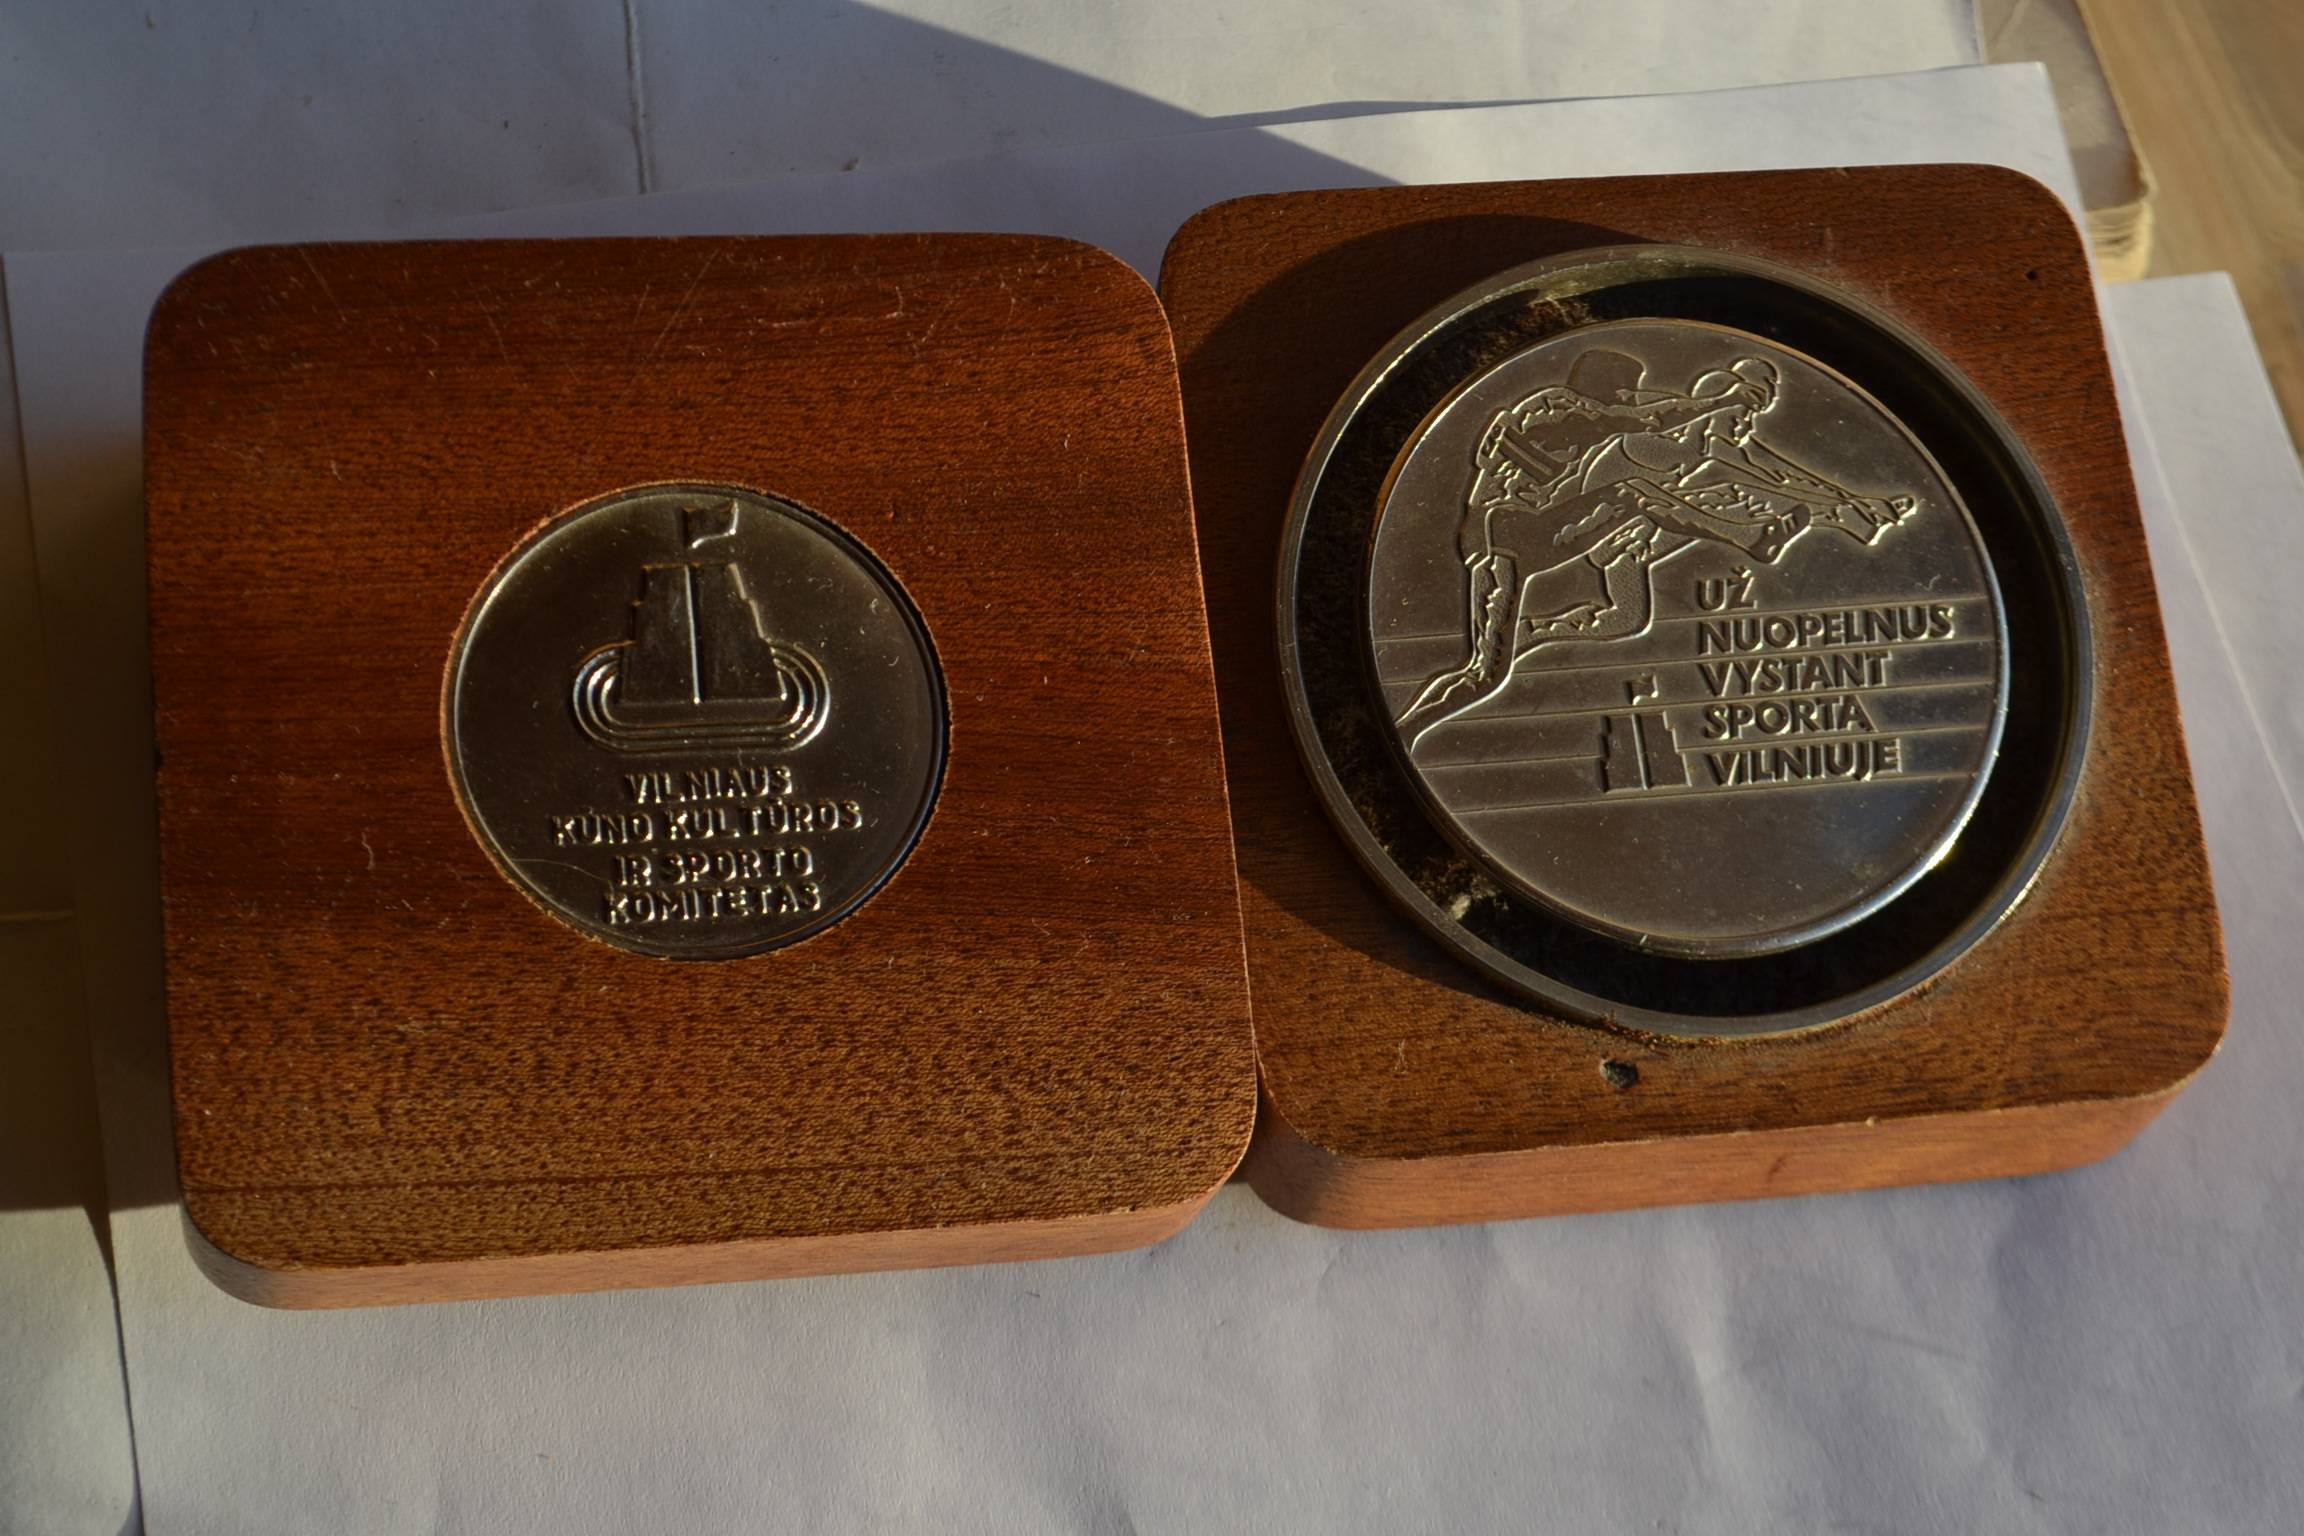 VILNIAUS
KŪNO KULTŪROS
IR SPORTO
KOMITETAS
UŽ
NUOPELNUS
VYSTANT
SPORTĄ
VILNIUJE